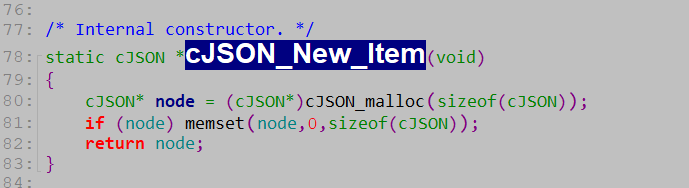 76:
77: /* Internal constructor. */
78: static cJSON *cJSON_New_Item(void)
79: {
80:     cJSON* node = (cJSON*)cJSON_malloc(sizeof(cJSON));
81:     if (node) memset(node,0,sizeof(cJSON));
82:     return node;
83: }
84: